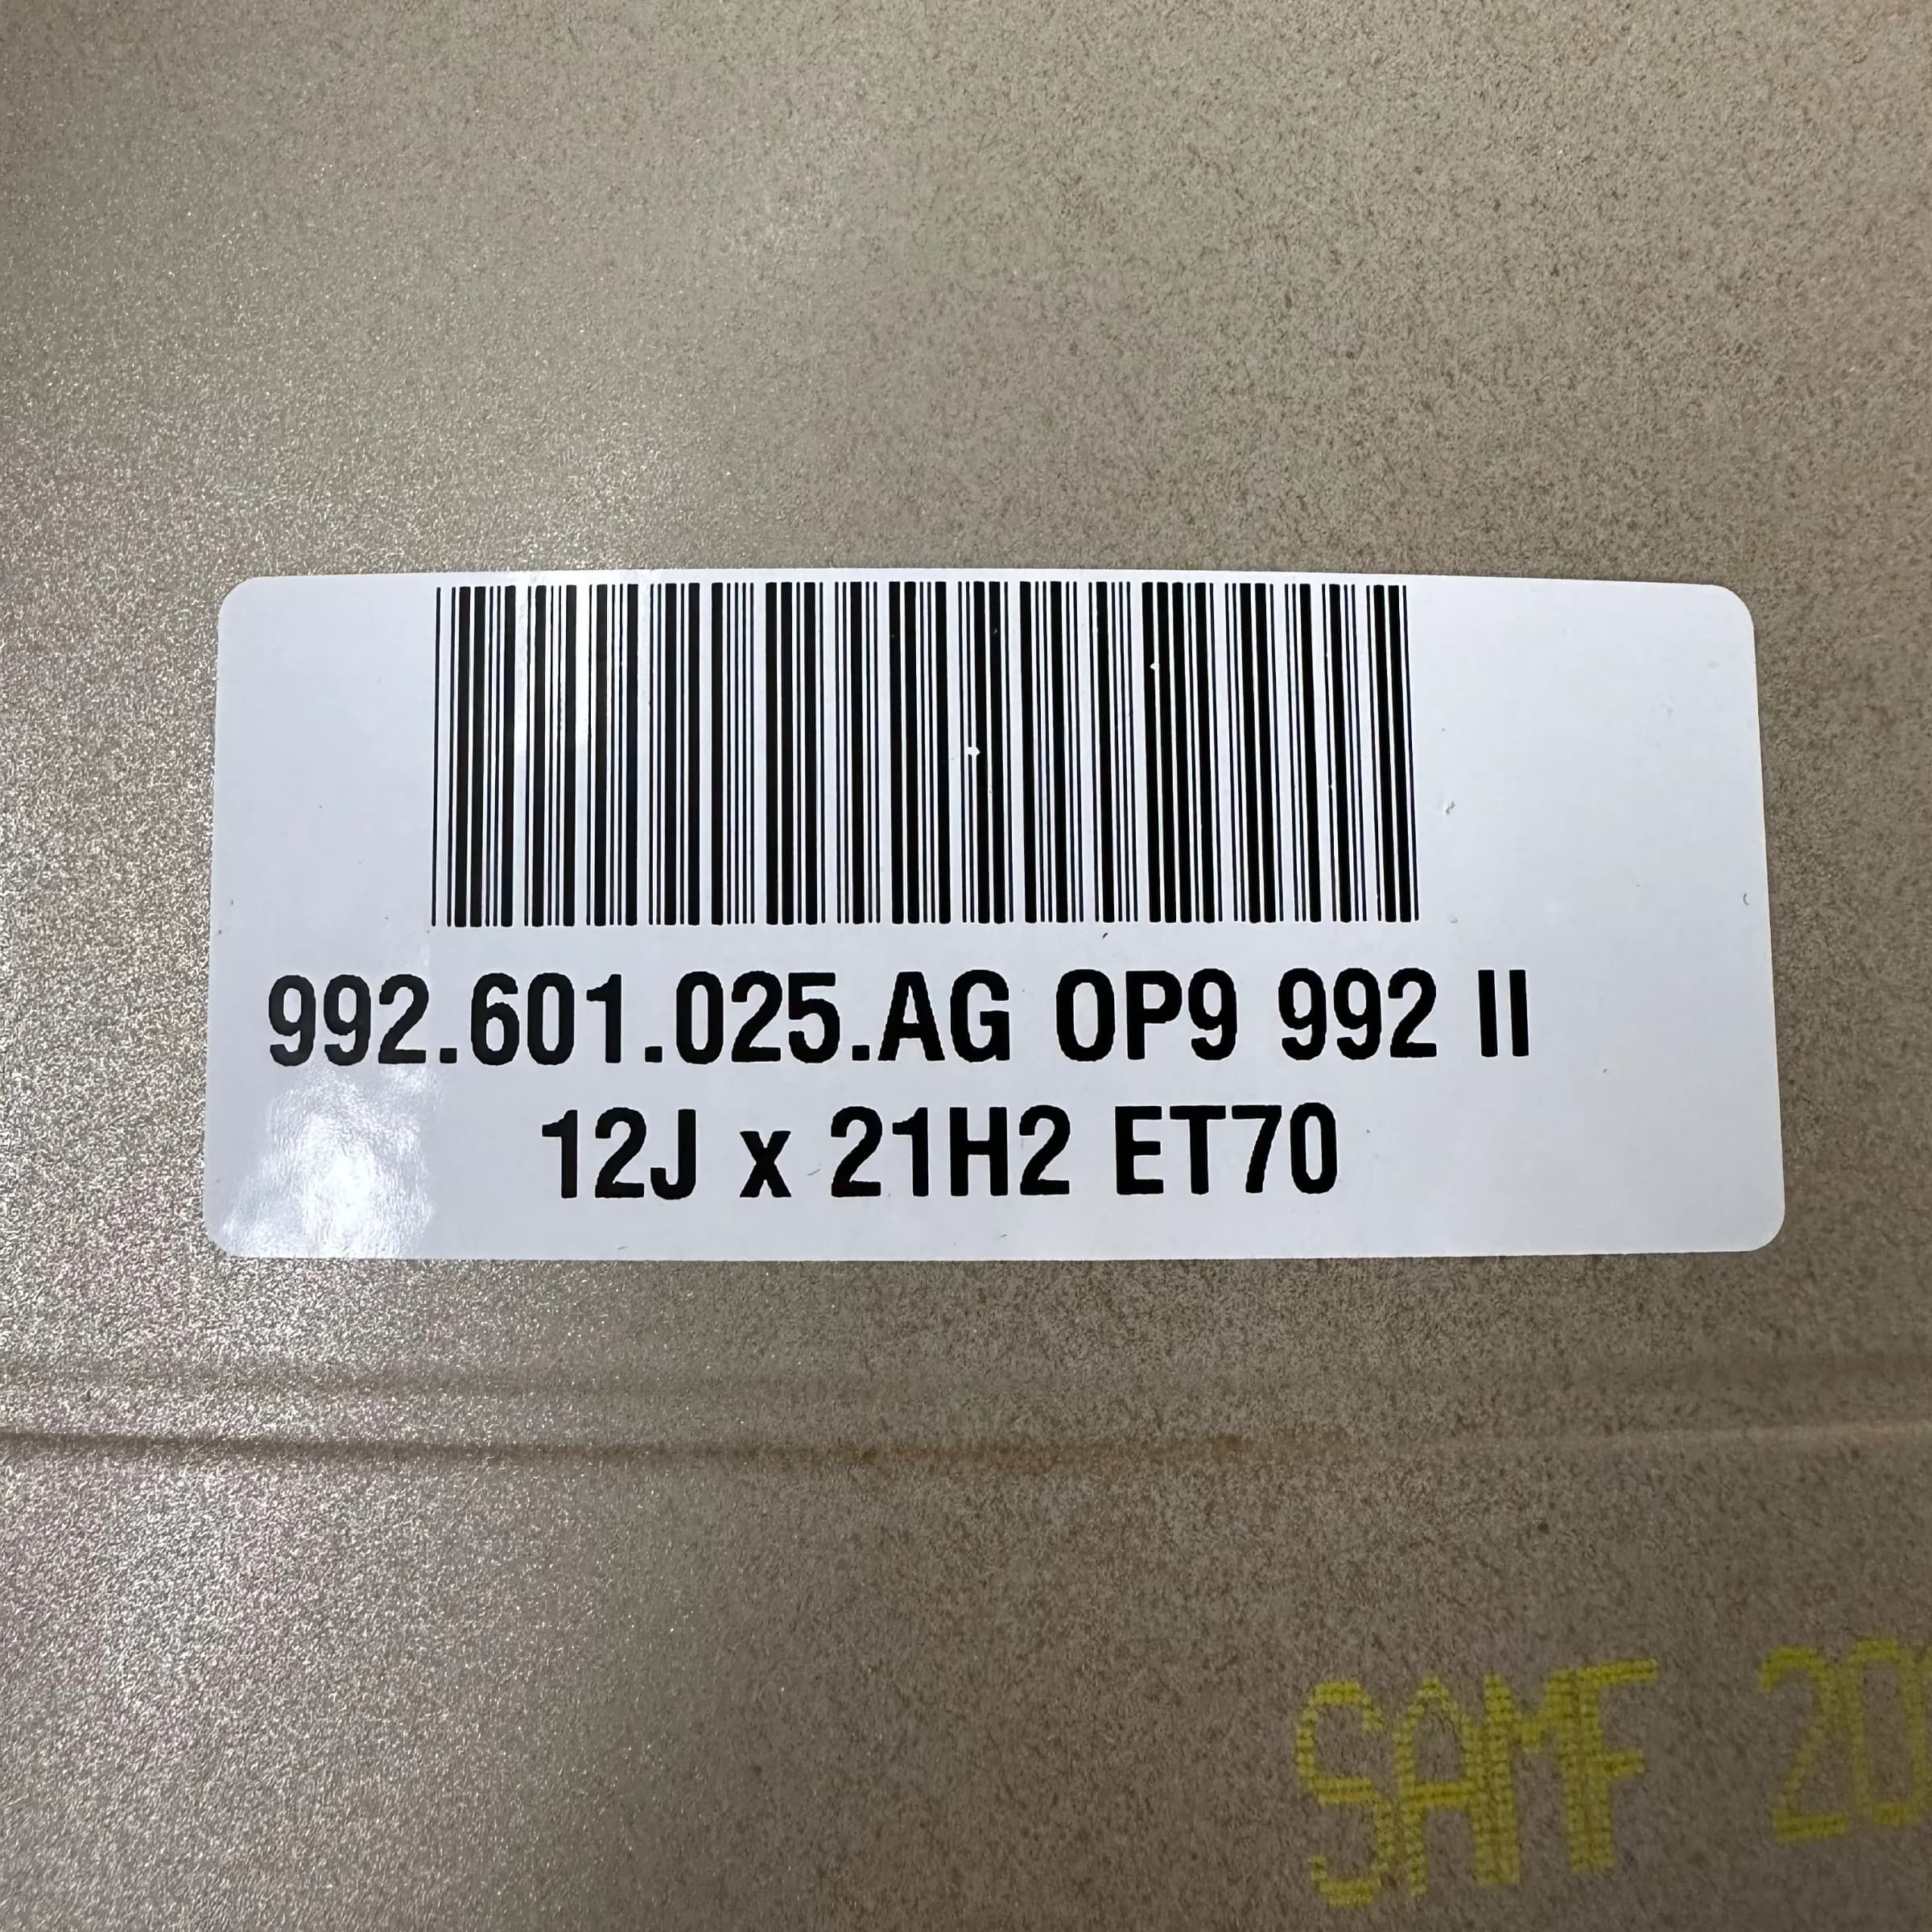 992.601.025.AG OP9 992 II
12J x 21H2 ET70
SAMF